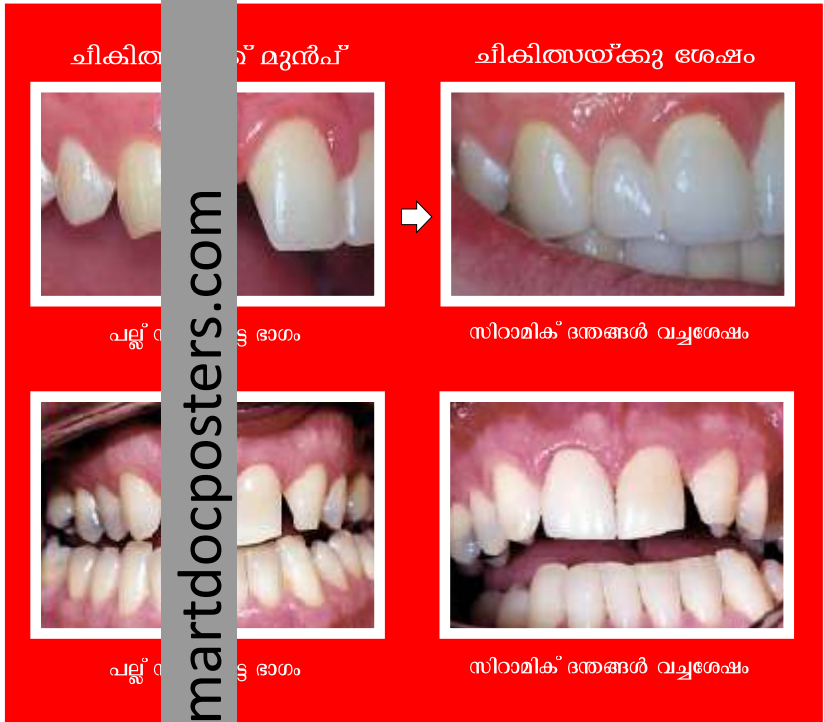 മുൻപ്
ചികിത്സയ്ക്കു ശേഷം
പല്ല്
ഭാഗം
സിറാമിക് ദന്തങ്ങൾ വച്ചശേഷം
പല്ല്
ഭാഗം
സിറാമിക് ദന്തങ്ങൾ വച്ചശേഷം
martdocposters.com